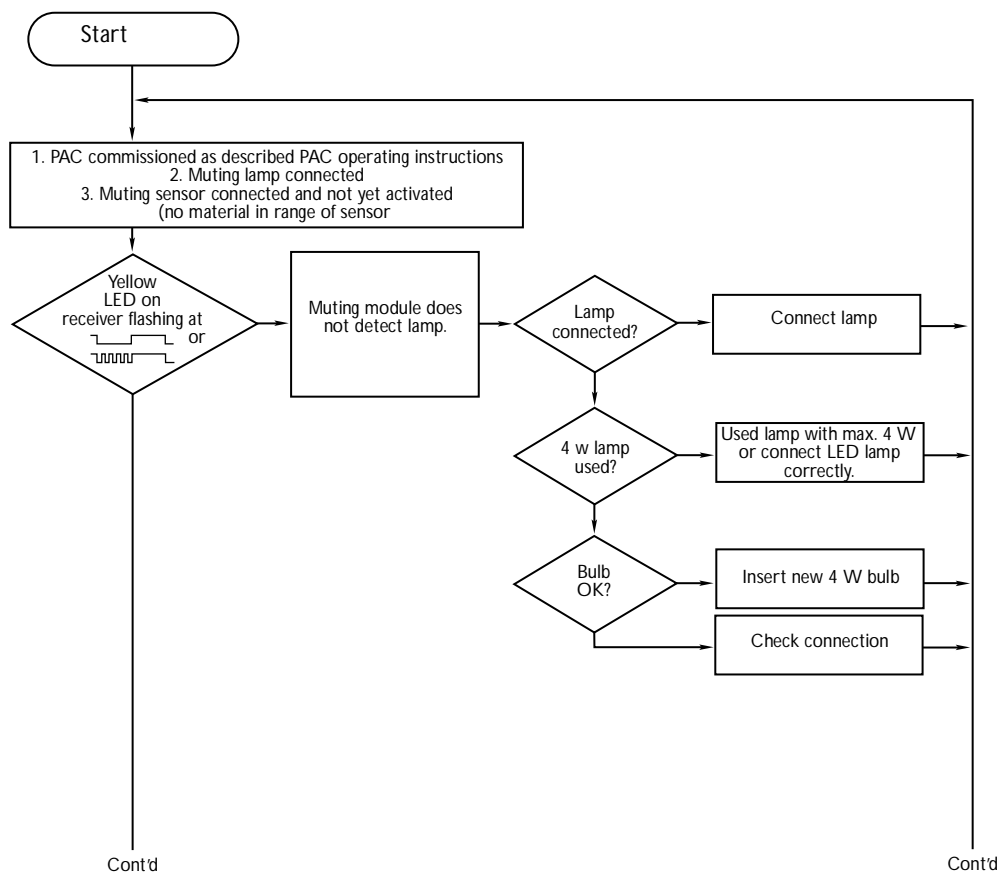 Start
1. PAC commissioned as described PAC operating instructions
2. Muting lamp connected
3. Muting sensor connected and not yet activated
(no material in range of sensor
Yellow
LED on
receiver flashing at
or
Muting module does
not detect lamp.
Lamp
connected?
Connect lamp
4 w lamp
used?
Used lamp with max. 4 W
or connect LED lamp
correctly.
Bulb
OK?
Insert new 4 W bulb
Check connection
Cont'd
Cont'd